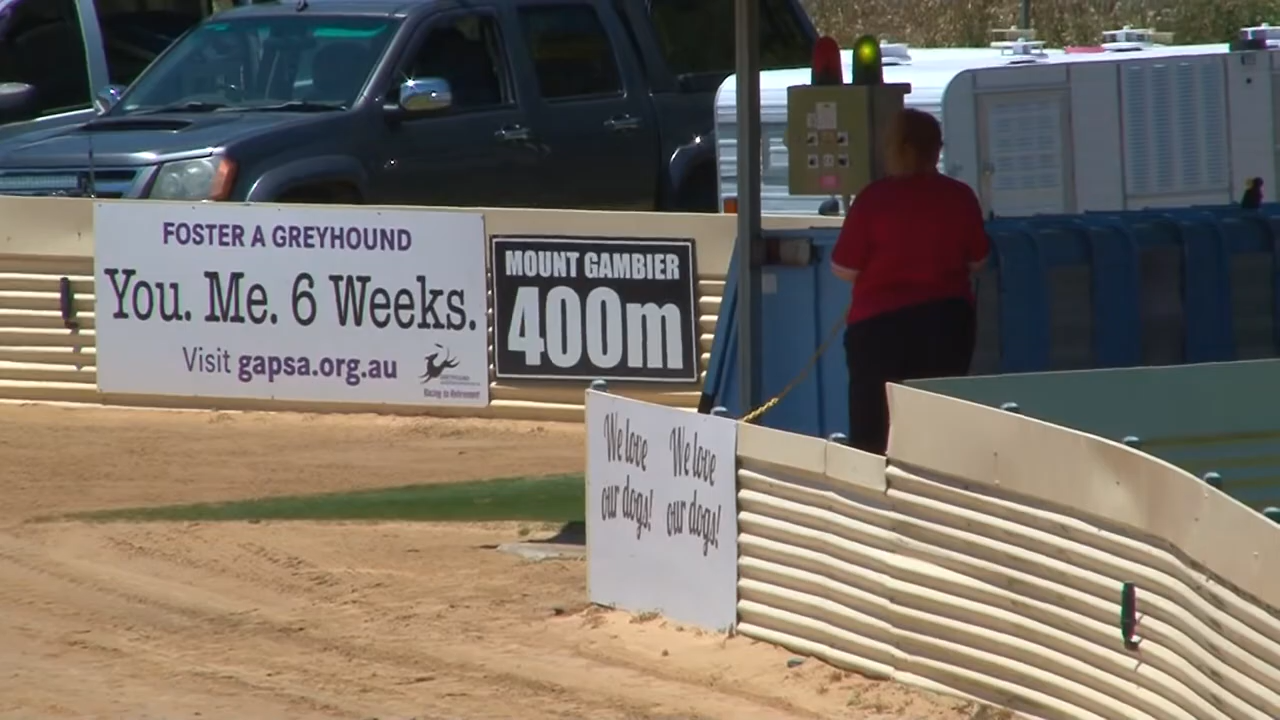 FOSTER A GREYHOUND
You. Me. 6 Weeks.
Visit gapsa.org.au
Racing to Retirement
MOUNT GAMBIER
400m
We love
our dogs!
We love
our dogs!